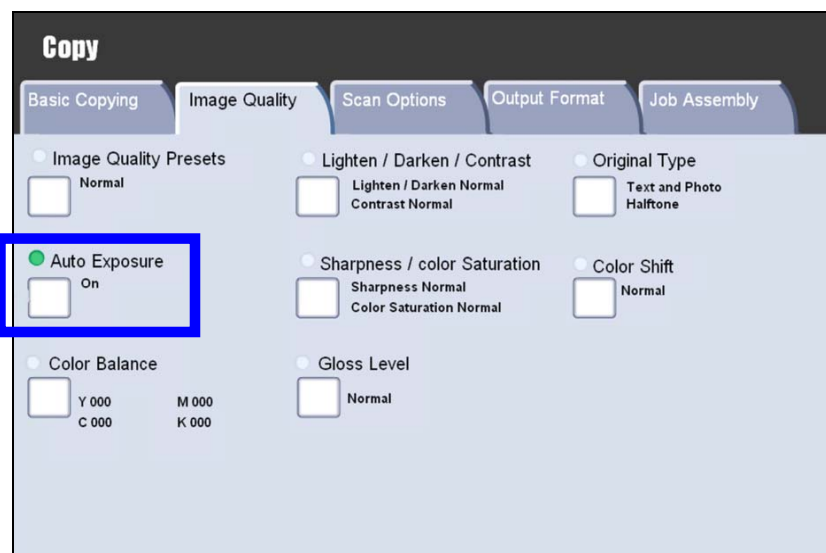 Copy
Basic Copying
Image Quality
Scan Options
Output Format
Job Assembly
Image Quality Presets
Normal
Lighten / Darken / Contrast
Lighten / Darken Normal
Contrast Normal
Original Type
Text and Photo
Halftone
Auto Exposure
On
Sharpness / color Saturation
Sharpness Normal
Color Saturation Normal
Color Shift
Normal
Color Balance
Y 000 M 000
C 000 K 000
Gloss Level
Normal